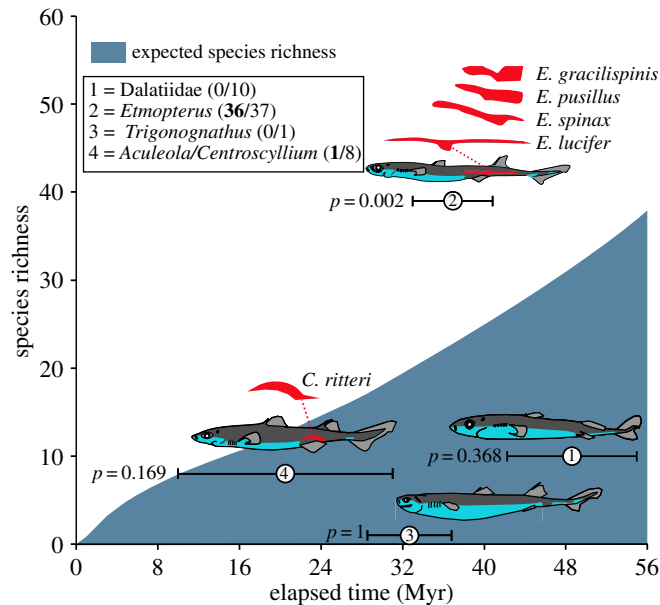 60
50
40
30
20
10
0
species richness
expected species richness
1 = Dalatiidae (0/10)
2 = Etmopterus (36/37)
3 = Trigonognathus (0/1)
4 = Aculeola/Centroscyllium (1/8)
E. gracilispinis
E. pusillus
E. spinax
E. lucifer
p = 0.002
2
C. ritteri
p = 0.169
4
p = 0.368
1
p = 1
3
0 8 16 24 32 40 48 56
elapsed time (Myr)